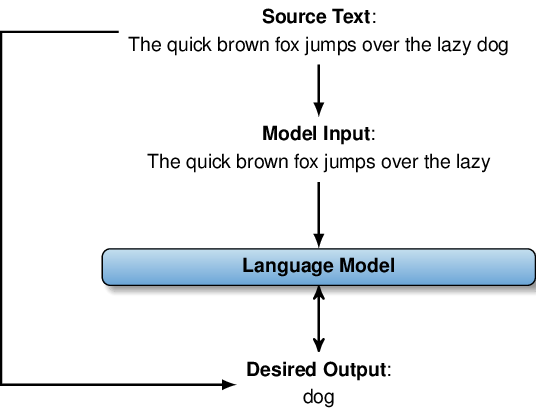 Source Text:
The quick brown fox jumps over the lazy dog
Model Input:
The quick brown fox jumps over the lazy
Language Model
Desired Output:
dog